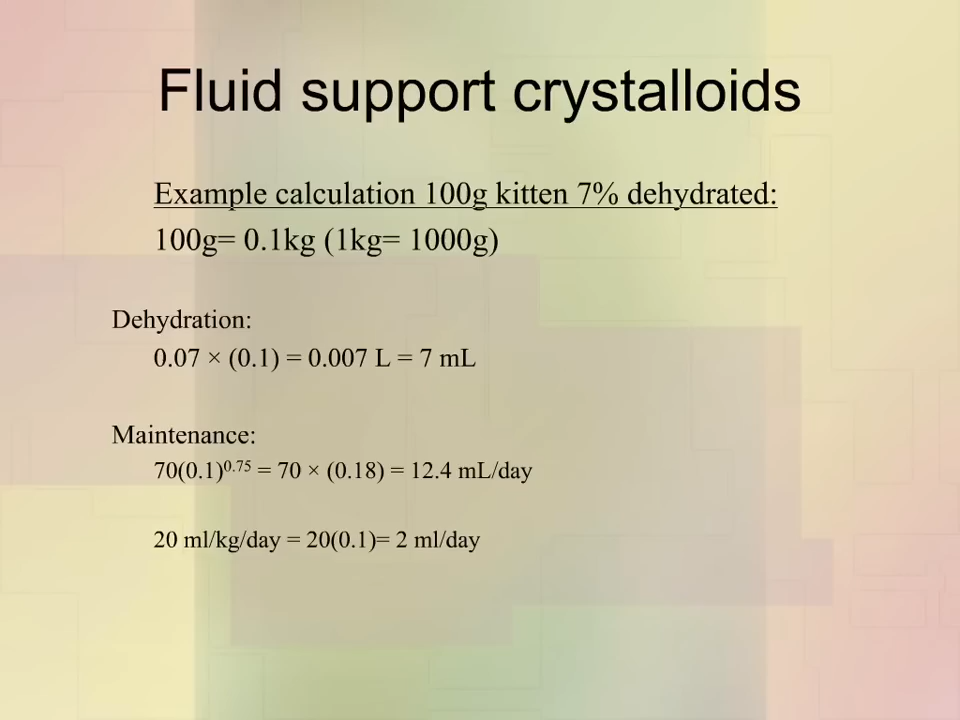 Fluid support crystalloids
Example calculation 100g kitten 7% dehydrated:
100g= 0.1kg (1kg= 1000g)
Dehydration:
0.07 × (0.1) = 0.007 L = 7 mL
Maintenance:
70(0.1)⁰·⁷⁵ = 70 × (0.18) = 12.4 mL/day
20 ml/kg/day = 20(0.1)= 2 ml/day